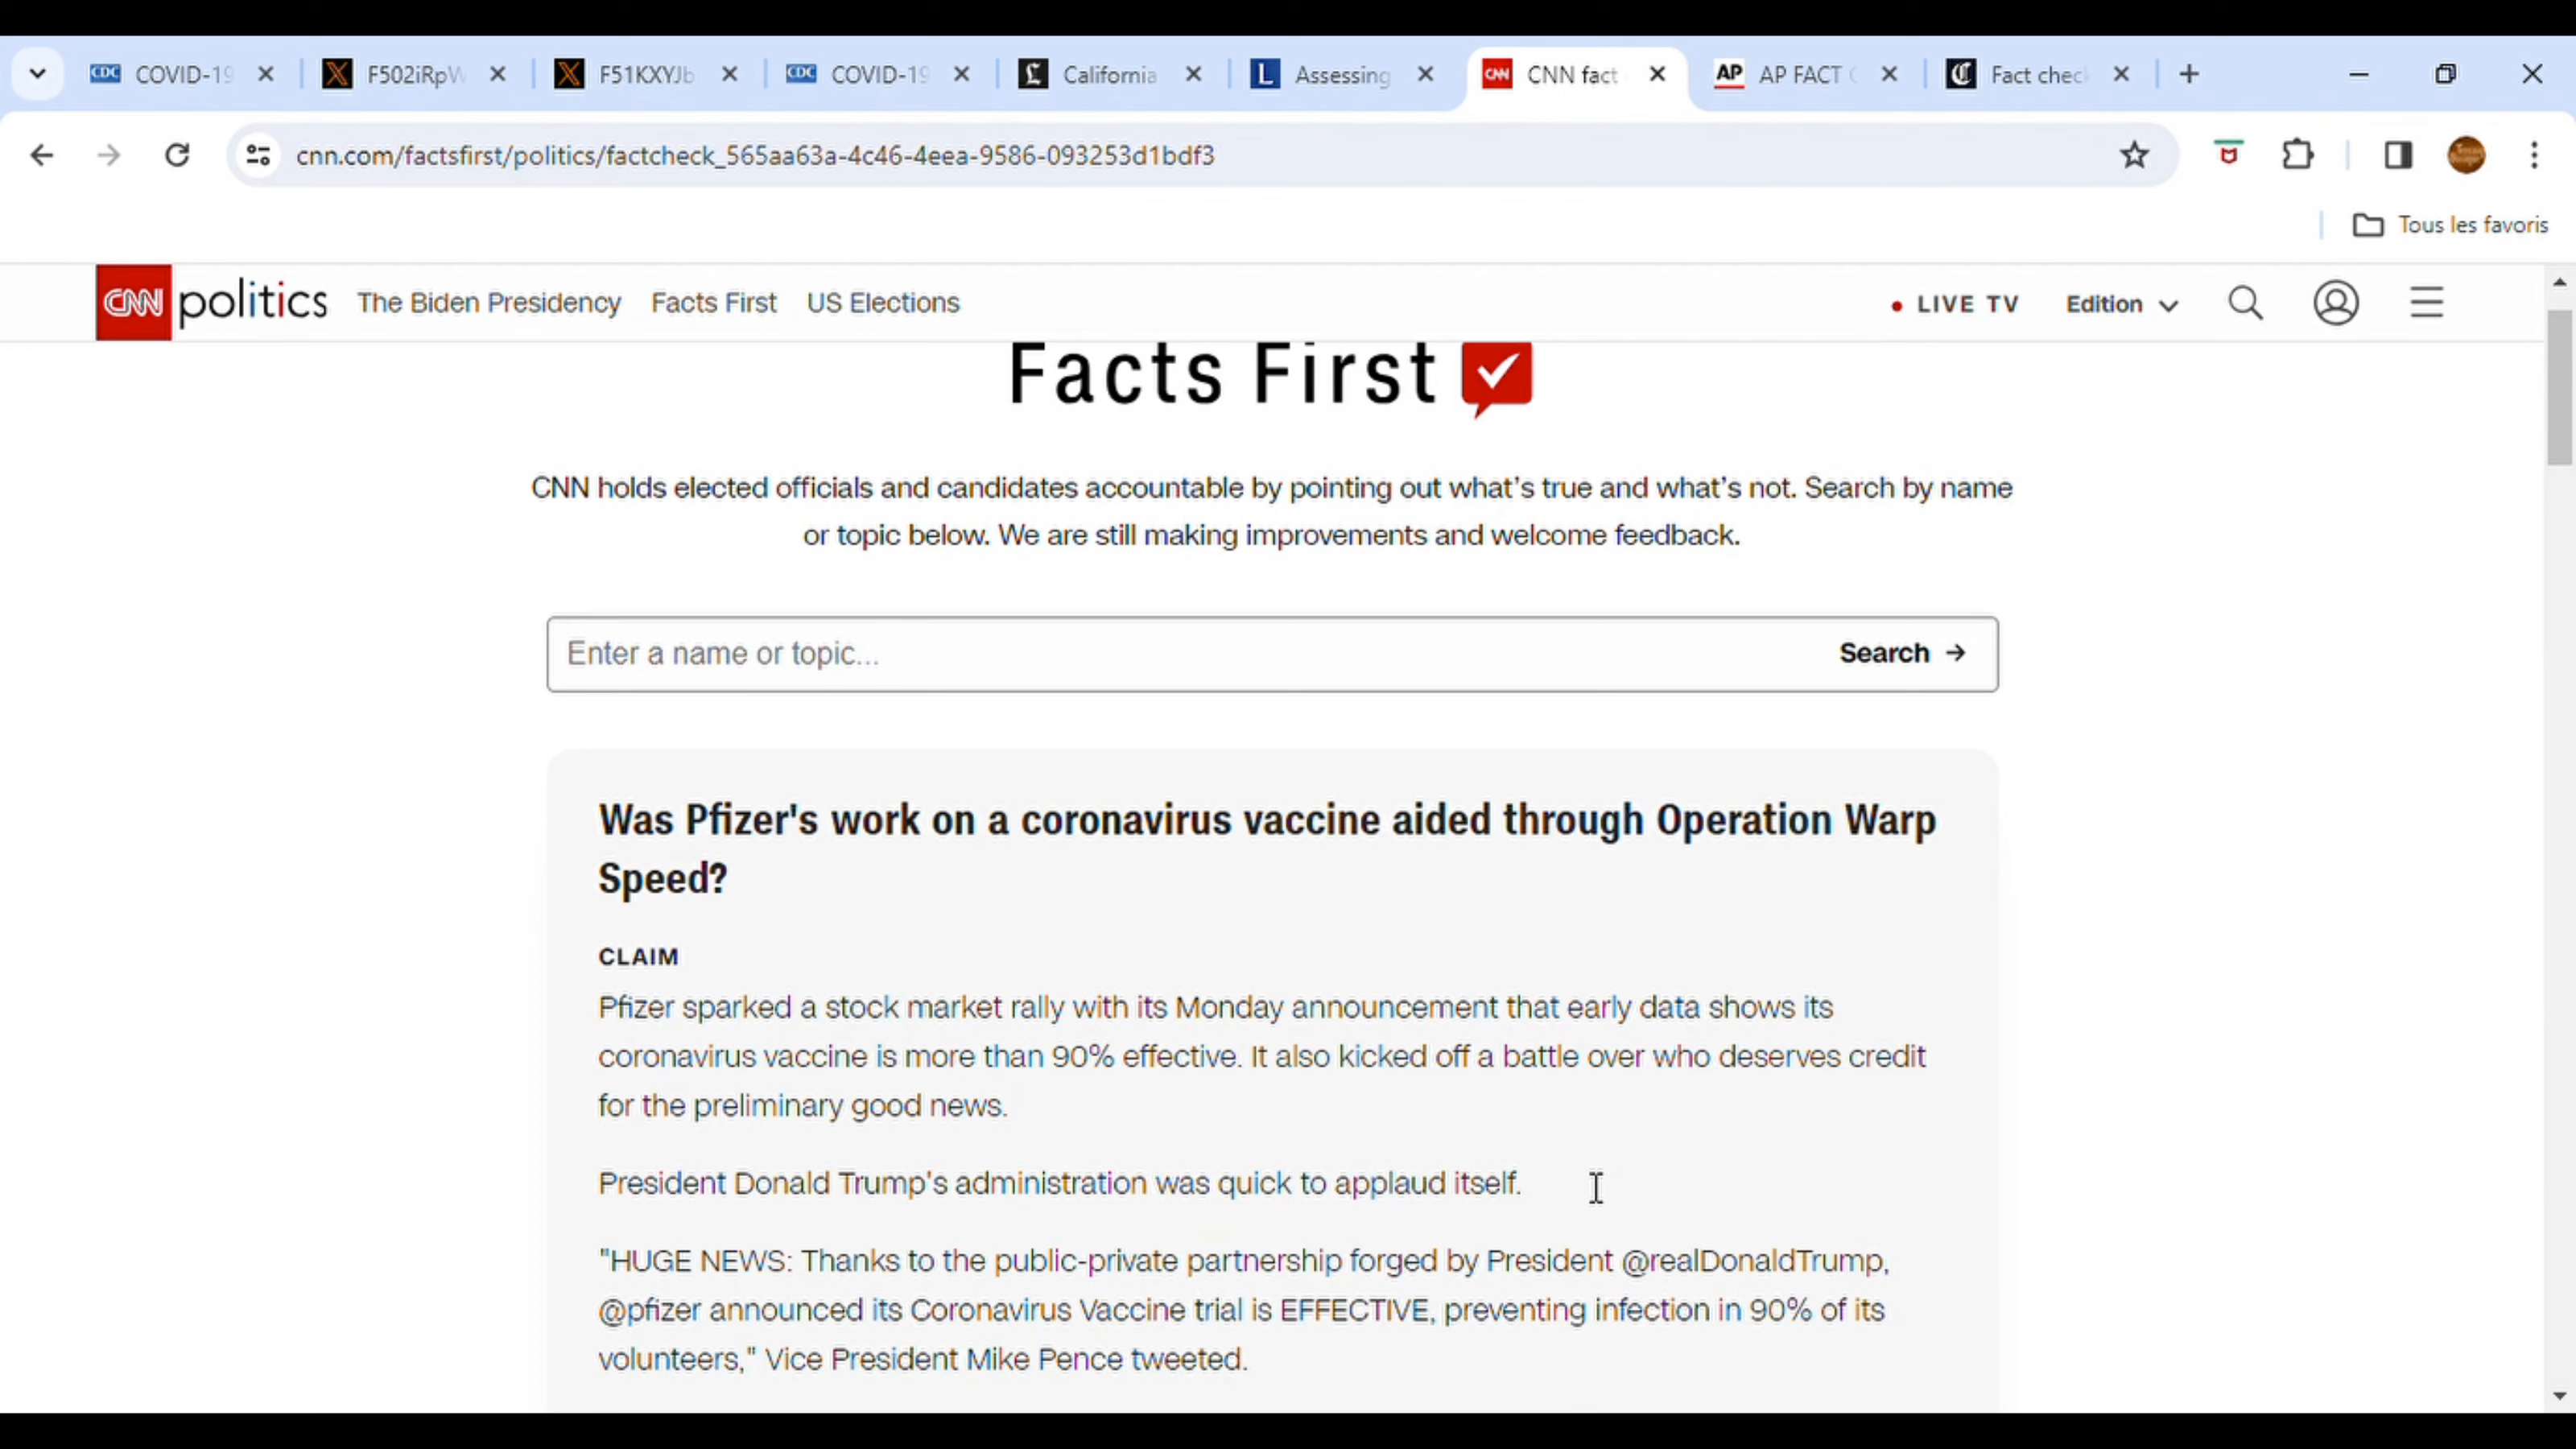 CDC COVID-19
F502iRpW
F51KXYJb
CDC COVID-19
California
L Assessing
CNN CNN fact
AP AP FACT C
Fact chec
cnn.com/factsfirst/politics/factcheck_565aa63a-4c46-4eea-9586-093253d1bdf3
Tous les favoris
CNN politics The Biden Presidency Facts First US Elections LIVE TV Edition
Facts First
CNN holds elected officials and candidates accountable by pointing out what's true and what's not. Search by name
or topic below. We are still making improvements and welcome feedback.
Enter a name or topic... Search →
Was Pfizer's work on a coronavirus vaccine aided through Operation Warp
Speed?
CLAIM
Pfizer sparked a stock market rally with its Monday announcement that early data shows its
coronavirus vaccine is more than 90% effective. It also kicked off a battle over who deserves credit
for the preliminary good news.
President Donald Trump's administration was quick to applaud itself.
"HUGE NEWS: Thanks to the public-private partnership forged by President @realDonaldTrump,
@pfizer announced its Coronavirus Vaccine trial is EFFECTIVE, preventing infection in 90% of its
volunteers," Vice President Mike Pence tweeted.